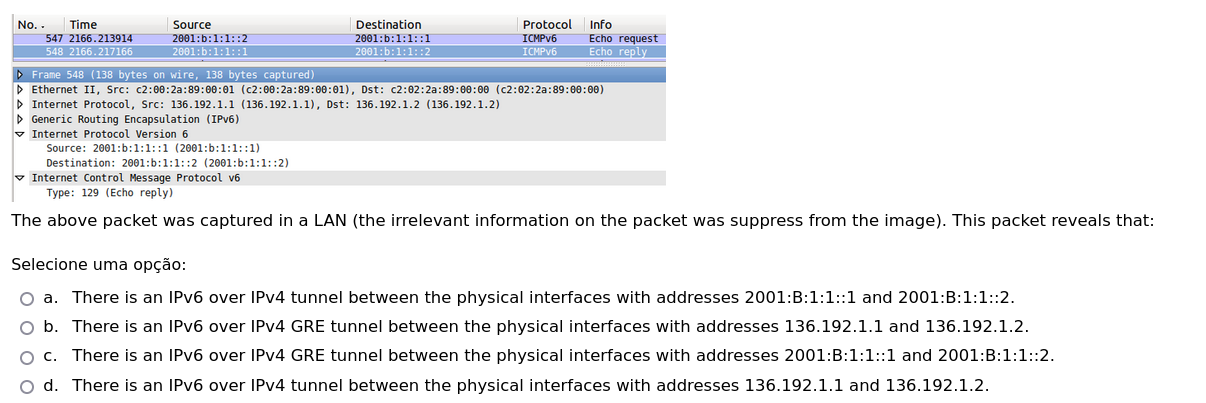 No. . Time Source Destination Protocol Info
547 2166.213914 2001:b:1:1::2 2001:b:1:1::1 ICMPv6 Echo request
548 2166.217166 2001:b:1:1::1 2001:b:1:1::2 ICMPv6 Echo reply
Frame 548 (138 bytes on wire, 138 bytes captured)
Ethernet II, Src: c2:00:2a:89:00:01 (c2:00:2a:89:00:01), Dst: c2:02:2a:89:00:00 (c2:02:2a:89:00:00)
Internet Protocol, Src: 136.192.1.1 (136.192.1.1), Dst: 136.192.1.2 (136.192.1.2)
Generic Routing Encapsulation (IPv6)
Internet Protocol Version 6
Source: 2001:b:1:1::1 (2001:b:1:1::1)
Destination: 2001:b:1:1::2 (2001:b:1:1::2)
Internet Control Message Protocol v6
Type: 129 (Echo reply)
The above packet was captured in a LAN (the irrelevant information on the packet was suppress from the image). This packet reveals that:
Selecione uma opção:
a. There is an IPv6 over IPv4 tunnel between the physical interfaces with addresses 2001:B:1:1::1 and 2001:B:1:1::2.
b. There is an IPv6 over IPv4 GRE tunnel between the physical interfaces with addresses 136.192.1.1 and 136.192.1.2.
c. There is an IPv6 over IPv4 GRE tunnel between the physical interfaces with addresses 2001:B:1:1::1 and 2001:B:1:1::2.
d. There is an IPv6 over IPv4 tunnel between the physical interfaces with addresses 136.192.1.1 and 136.192.1.2.